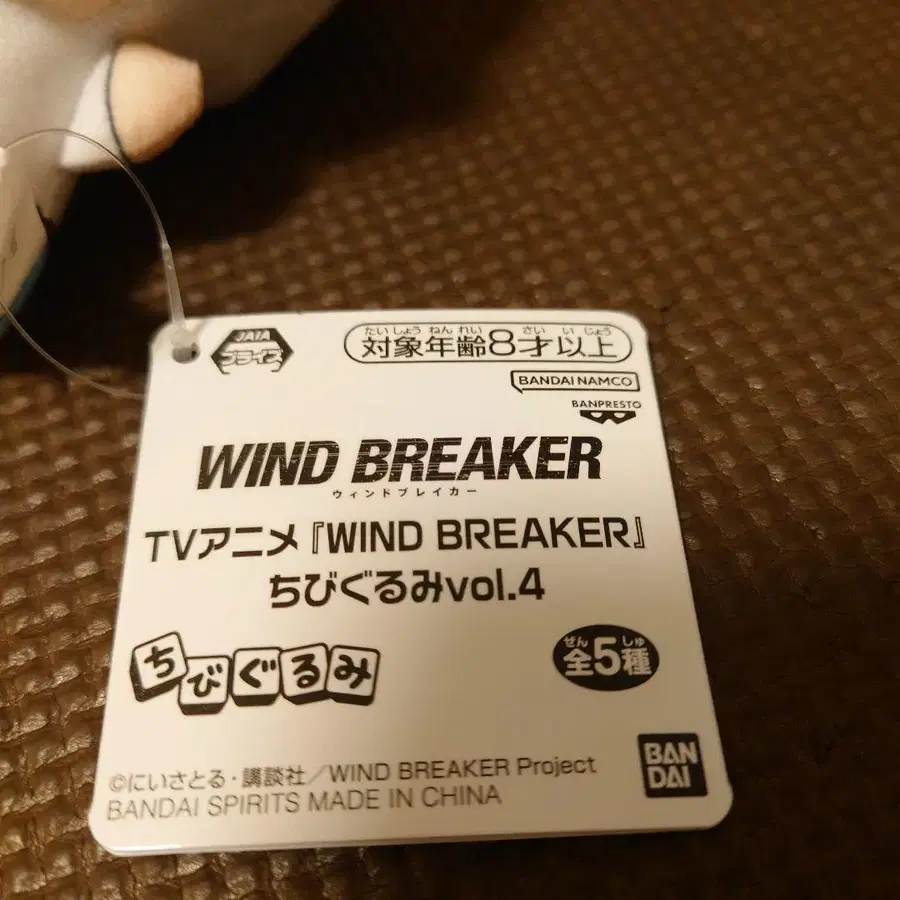 JAIA
プライズ
たいしょうねんれい さいいじょう
対象年齢8才以上
BANDAI NAMCO
BANPRESTO
WIND BREAKER
ウィンドブレイカー
TVアニメ『WIND BREAKER』
ちびぐるみvol.4
ちびぐるみ
ぜん しゅ
全5種
©にいさとる・講談社/WIND BREAKER Project
BANDAI SPIRITS MADE IN CHINA
BAN
DAI